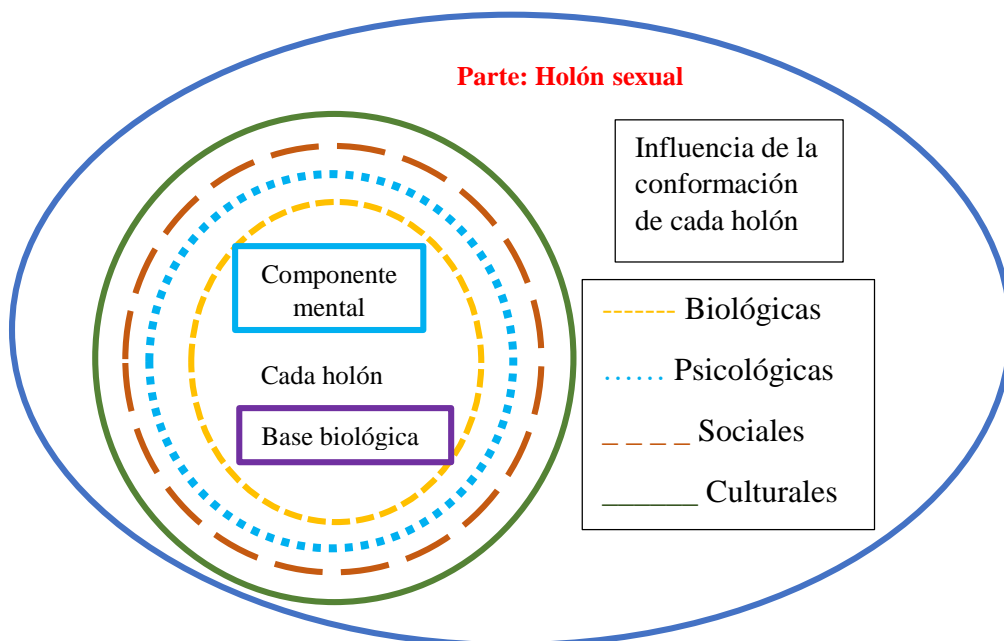 Parte: Holón sexual
Influencia de la
conformación
de cada holón
Componente
mental
Cada holón
Base biológica
Biológicas
Psicológicas
Sociales
Culturales